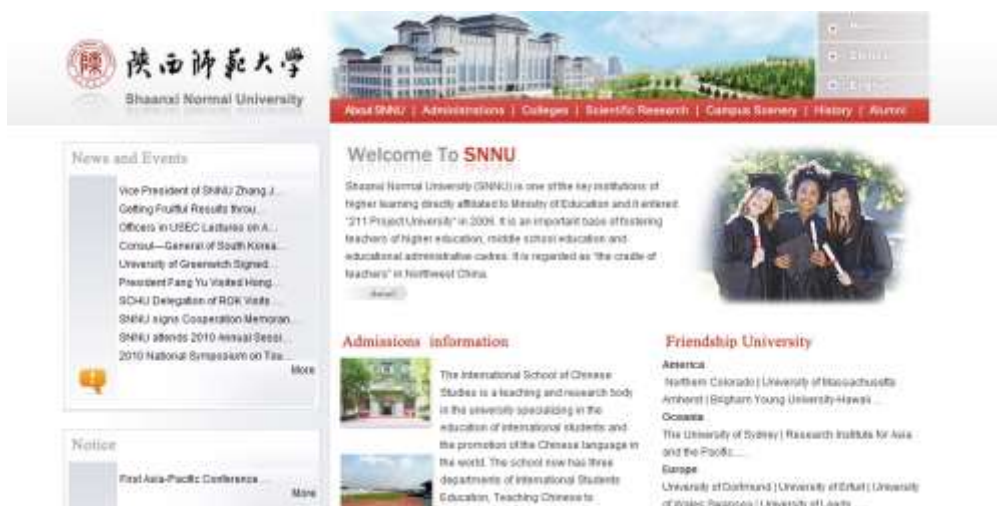 陕西师范大学
Shaanxi Normal University
About SNNU | Administrations | Colleges | Scientific Research | Campus Scenery | History | Alumni
News and Events
Vice President of SNNU Zhang J...
Getting Fruitful Results throu...
Officers in USEC Lectures on A...
Consul—General of South Korea...
University of Greenwich Signed...
President Fang Yu Visited Hong...
SCHU Delegation of ROK Visits ...
SNNU signs Cooperation Memoran...
SNNU attends 2010 Annual Sessi...
2010 National Symposium on Tea...
More
Notice
First Asia-Pacific Conference ...
More
Welcome To SNNU
Shaanxi Normal University (SNNU) is one of the key institutions of
higher learning directly affiliated to Ministry of Education and it entered
"211 Project University" in 2005. It is an important base of fostering
teachers of higher education, middle school education and
educational administrative cadres. It is regarded as "the cradle of
teachers" in Northwest China.
Admissions information
The International School of Chinese
Studies is a teaching and research body
in the university specializing in the
education of international students and
the promotion of the Chinese language in
the world. The school now has three
departments of International Students
Education, Teaching Chinese to
Friendship University
America
Northern Colorado | University of Massachusetts
Amherst | Brigham Young University-Hawaii ...
Oceania
The University of Sydney | Research Institute for Asia
and the Pacific......
Europe
University of Dortmund | University of Erfurt | University
of Wales Swansea | University of Leeds